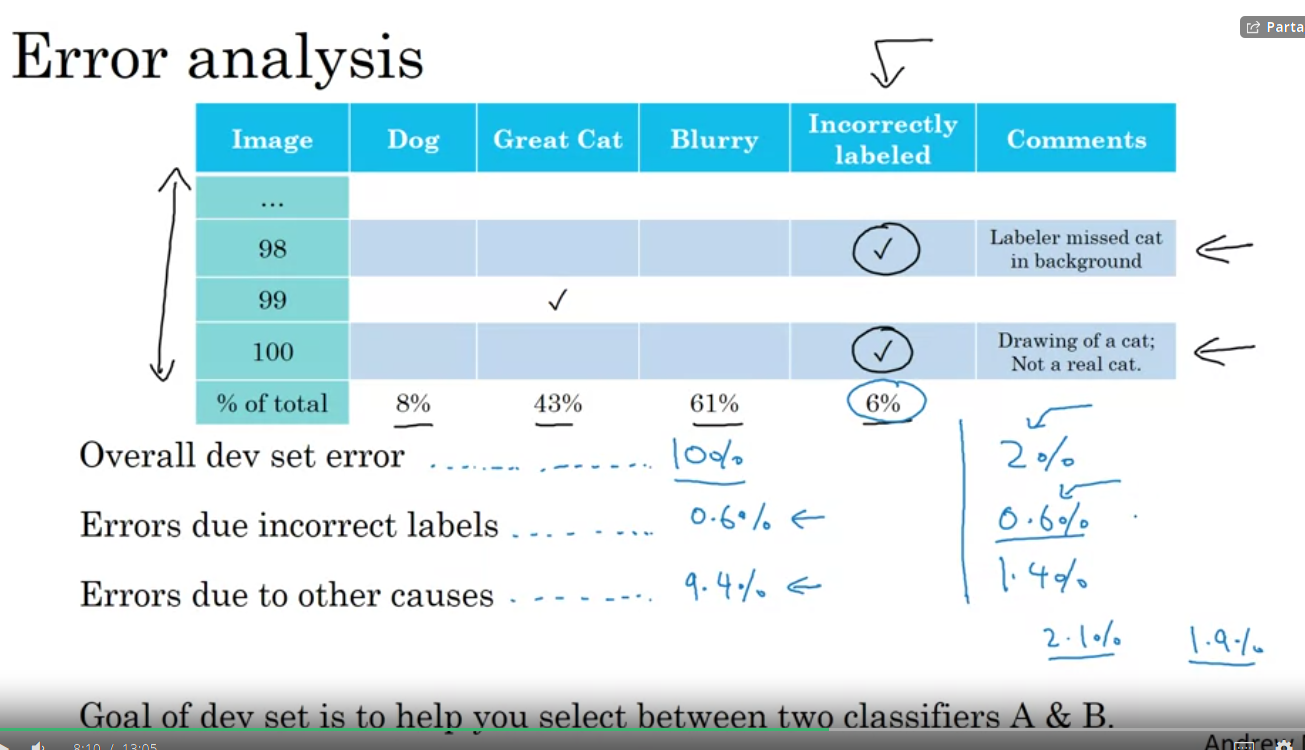 Parta
Error analysis
Image Dog Great Cat Blurry Incorrectly labeled Comments
...
98 ✓ Labeler missed cat in background
99 ✓
100 ✓ Drawing of a cat; Not a real cat.
% of total 8% 43% 61% 6%
Overall dev set error 10% 2%
Errors due incorrect labels 0.6% 0.6%
Errors due to other causes 9.4% 1.4%
2.1% 1.9%
Goal of dev set is to help you select between two classifiers A & B.
8:10 / 13:05
Andrew